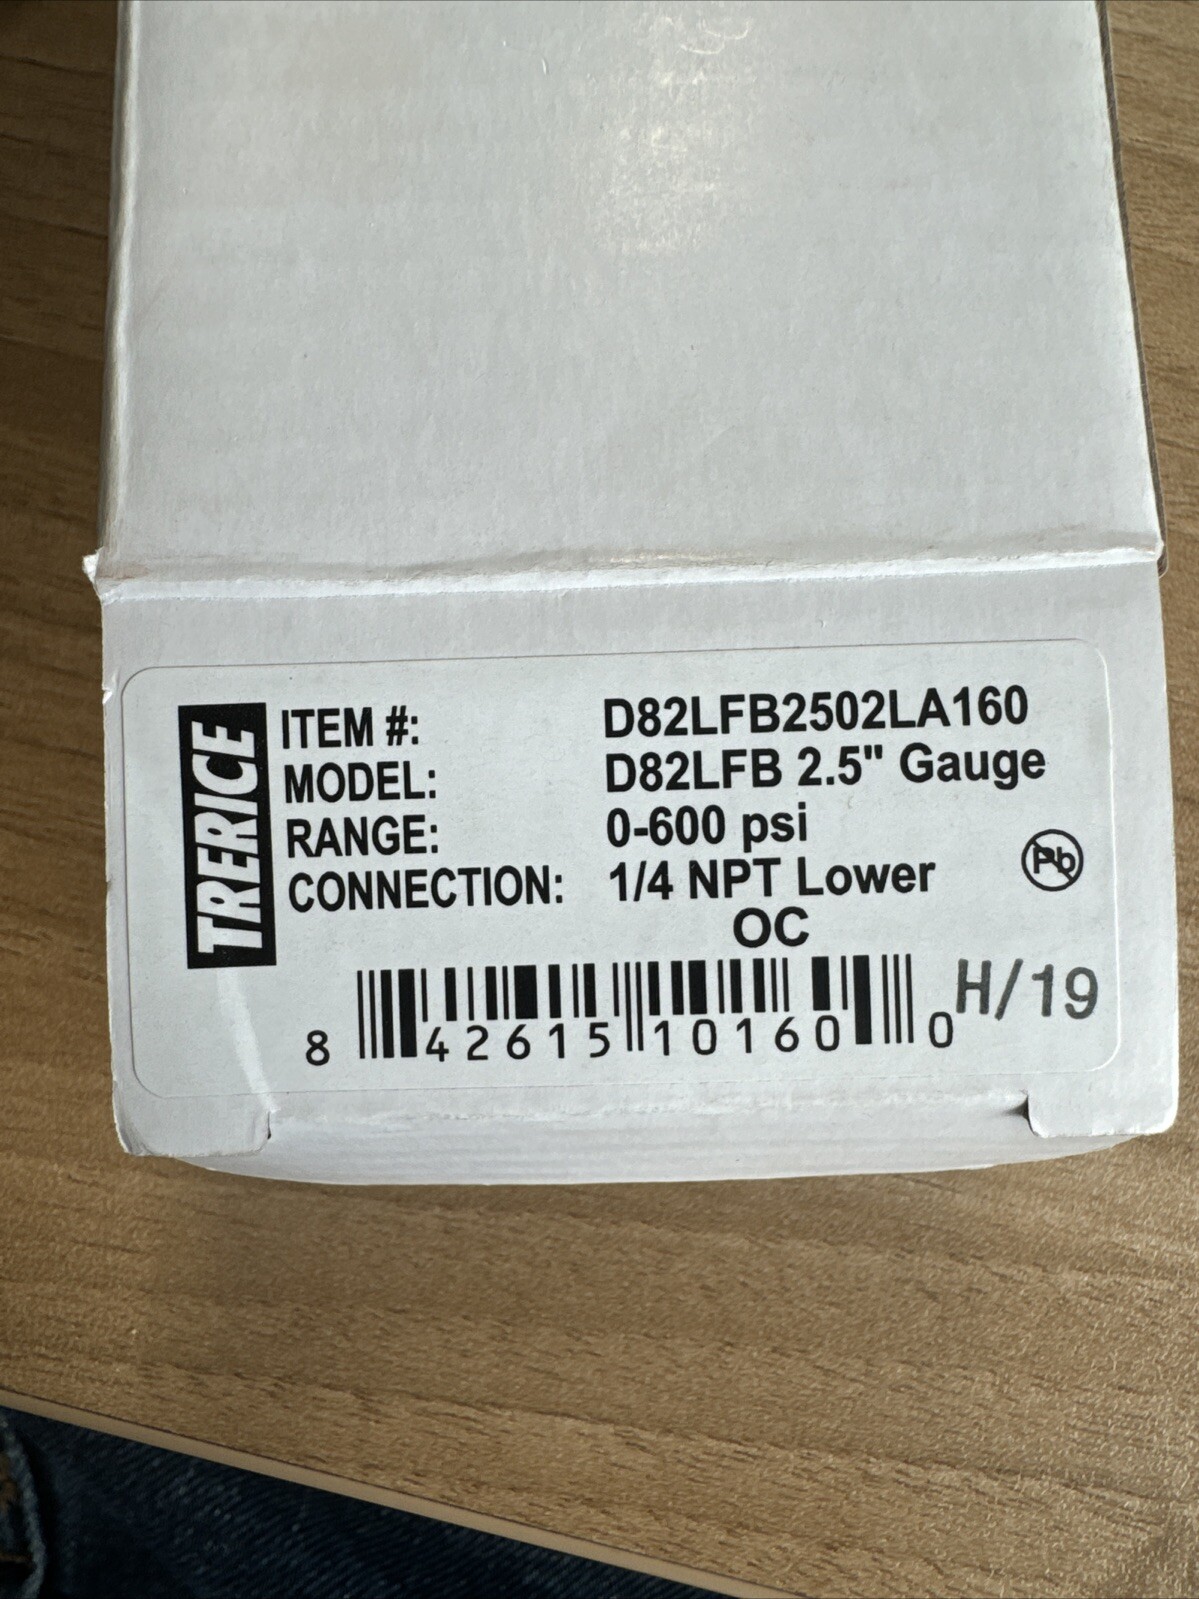 TRERICE
ITEM #: D82LFB2502LA160
MODEL: D82LFB 2.5" Gauge
RANGE: 0-600 psi
CONNECTION: 1/4 NPT Lower
OC
Pb
H/19
8 42615 10160 0